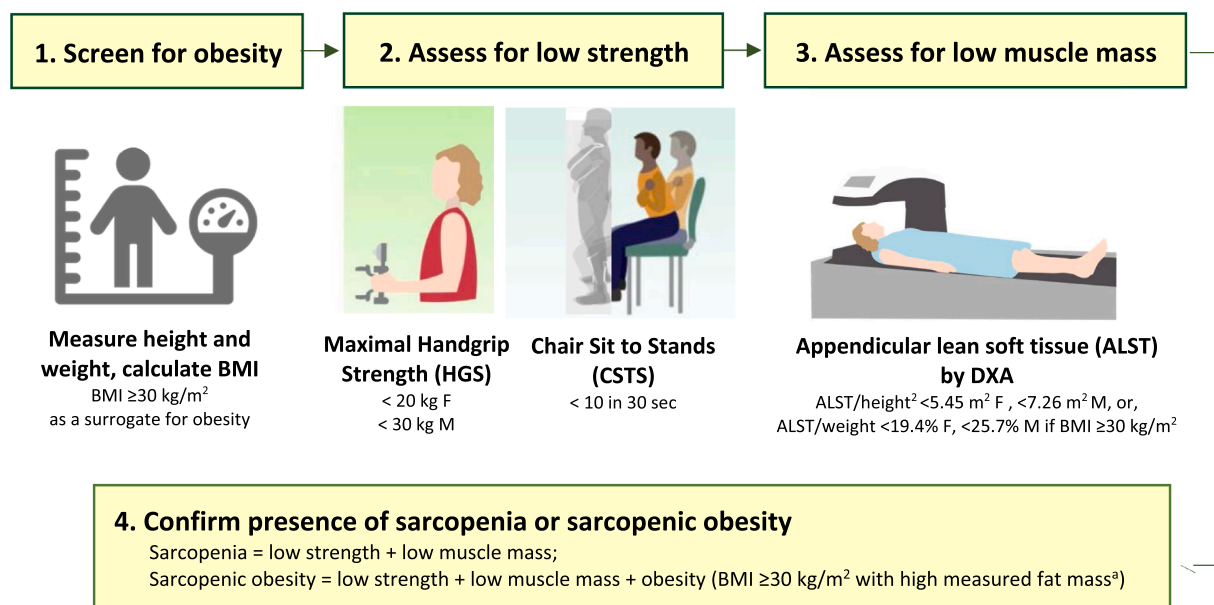 1. Screen for obesity
2. Assess for low strength
3. Assess for low muscle mass
Measure height and
weight, calculate BMI
BMI ≥30 kg/m²
as a surrogate for obesity
Maximal Handgrip
Strength (HGS)
< 20 kg F
< 30 kg M
Chair Sit to Stands
(CSTS)
< 10 in 30 sec
Appendicular lean soft tissue (ALST)
by DXA
ALST/height² <5.45 m² F , <7.26 m² M, or,
ALST/weight <19.4% F, <25.7% M if BMI ≥30 kg/m²
4. Confirm presence of sarcopenia or sarcopenic obesity
Sarcopenia = low strength + low muscle mass;
Sarcopenic obesity = low strength + low muscle mass + obesity (BMI ≥30 kg/m² with high measured fat massᵃ)